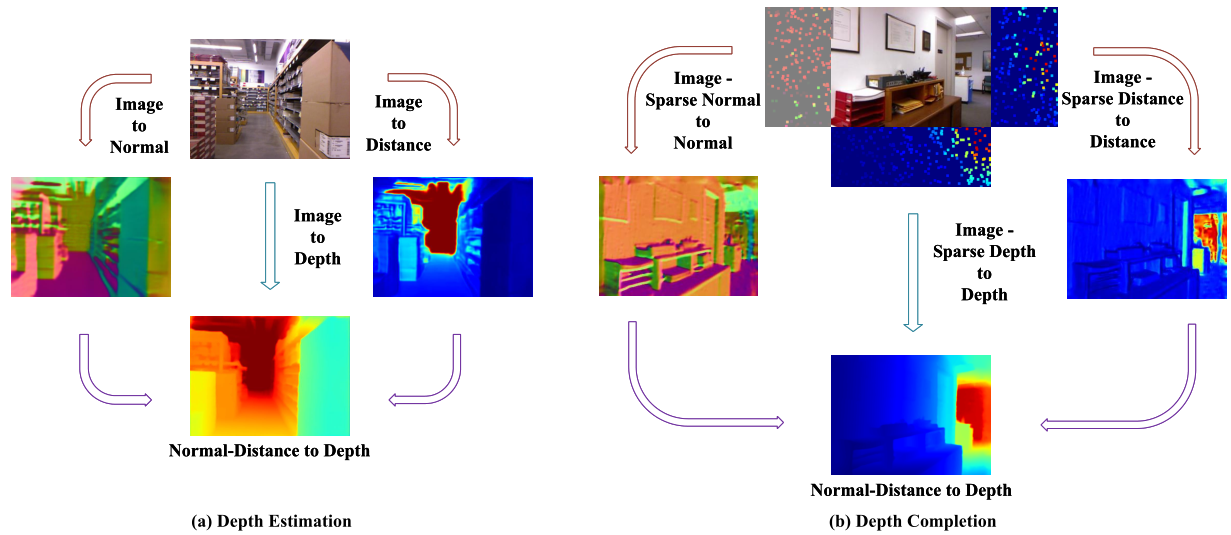 Image
to
Normal
Image
to
Distance
Image
to
Depth
Normal-Distance to Depth
(a) Depth Estimation
Image -
Sparse Normal
to
Normal
Image -
Sparse Distance
to
Distance
Image -
Sparse Depth
to
Depth
Normal-Distance to Depth
(b) Depth Completion